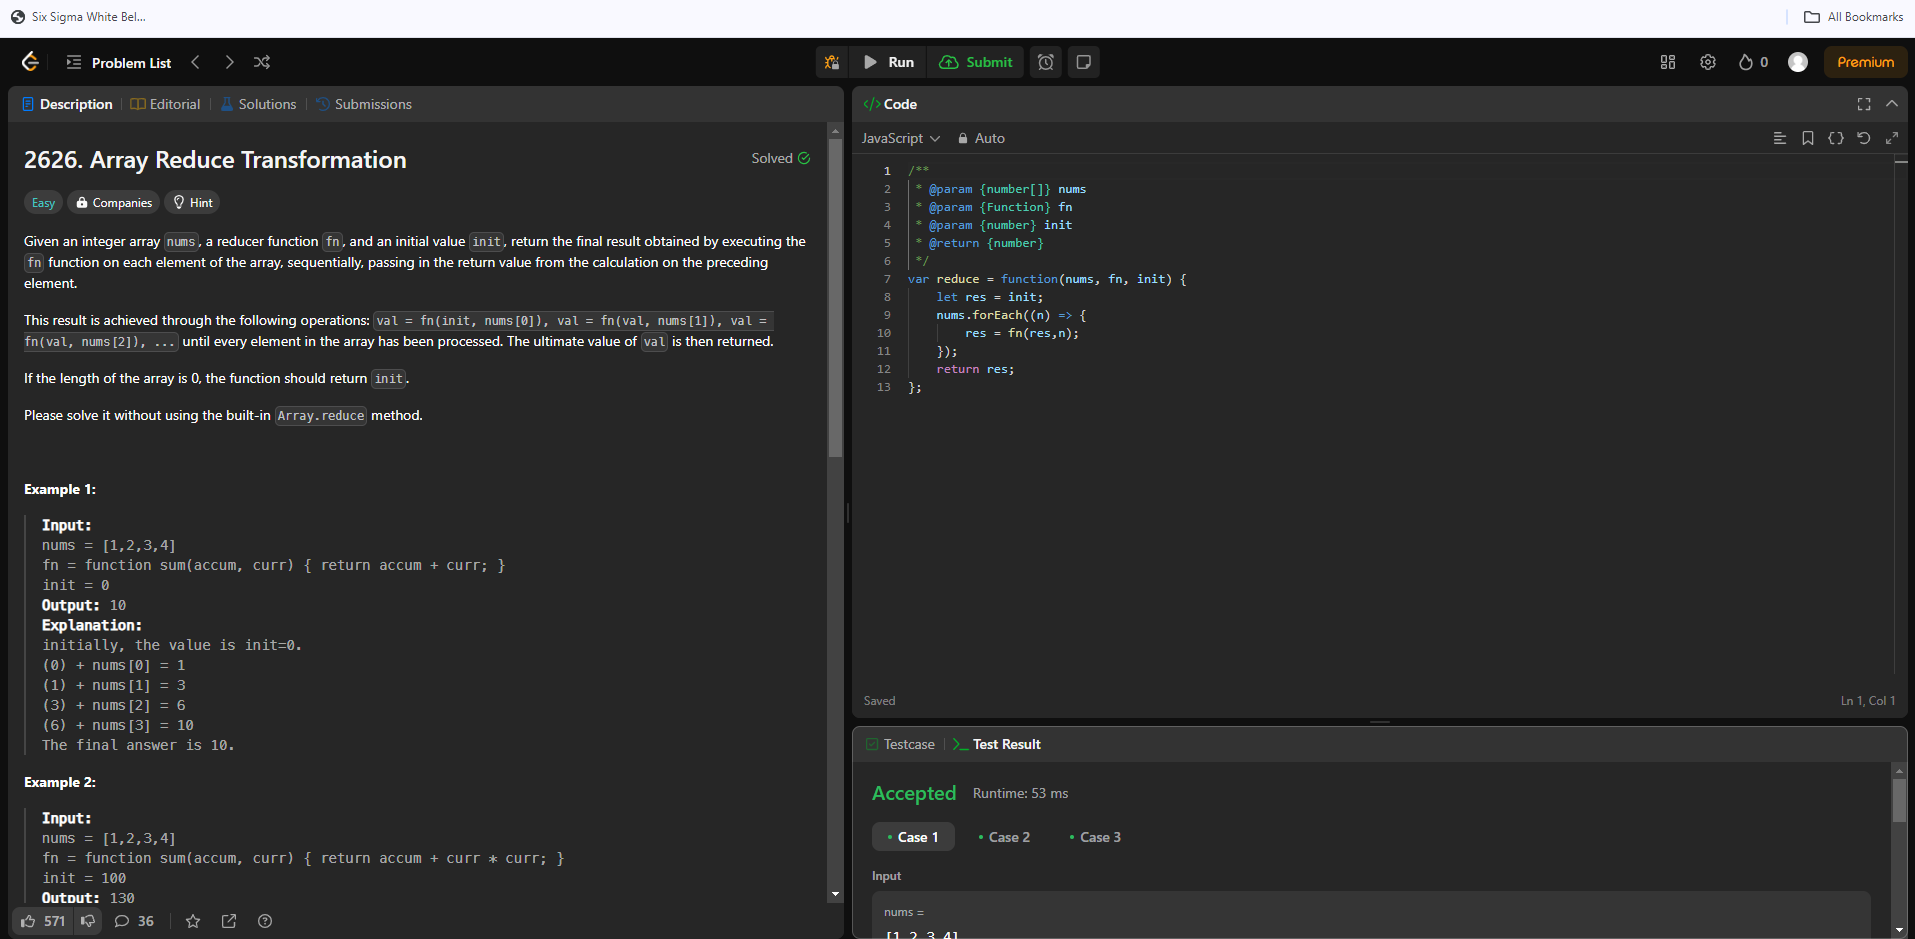 Six Sigma White Bel...
All Bookmarks
Problem List
Run
Submit
0
Premium
Description
Editorial
Solutions
Submissions
2626. Array Reduce Transformation
Solved
Easy
Companies
Hint
Given an integer array nums, a reducer function fn, and an initial value init, return the final result obtained by executing the
fn function on each element of the array, sequentially, passing in the return value from the calculation on the preceding
element.
This result is achieved through the following operations: val = fn(init, nums[0]), val = fn(val, nums[1]), val =
fn(val, nums[2]), ... until every element in the array has been processed. The ultimate value of val is then returned.
If the length of the array is 0, the function should return init.
Please solve it without using the built-in Array.reduce method.
Example 1:
Input:
nums = [1,2,3,4]
fn = function sum(accum, curr) { return accum + curr; }
init = 0
Output: 10
Explanation:
initially, the value is init=0.
(0) + nums[0] = 1
(1) + nums[1] = 3
(3) + nums[2] = 6
(6) + nums[3] = 10
The final answer is 10.
Example 2:
Input:
nums = [1,2,3,4]
fn = function sum(accum, curr) { return accum + curr * curr; }
init = 100
Output: 130
571
36
</> Code
JavaScript
Auto
1 /**
2 * @param {number[]} nums
3 * @param {Function} fn
4 * @param {number} init
5 * @return {number}
6 */
7 var reduce = function(nums, fn, init) {
8 let res = init;
9 nums.forEach((n) => {
10 res = fn(res,n);
11 });
12 return res;
13 };
Saved
Ln 1, Col 1
Testcase
>_ Test Result
Accepted
Runtime: 53 ms
• Case 1
• Case 2
• Case 3
Input
nums =
[1,2,3,4]